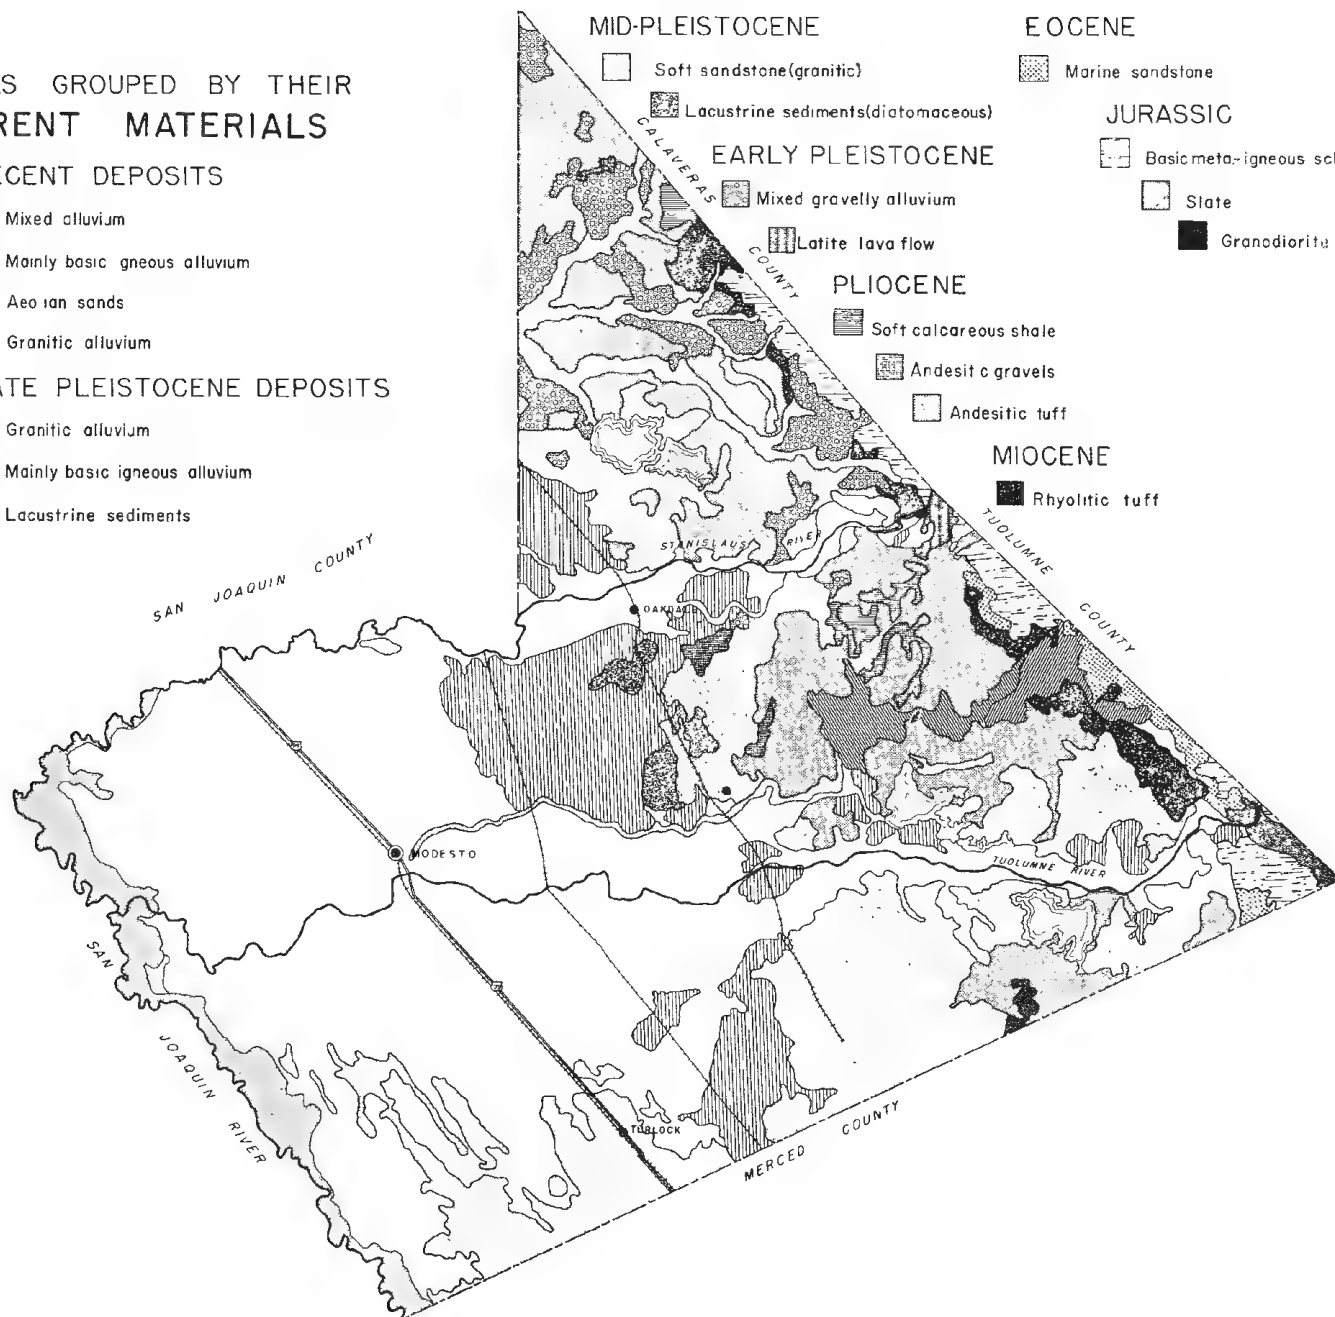 S GROUPED BY THEIR
RENT MATERIALS
ECENT DEPOSITS
Mixed alluvium
Mainly basic gneous alluvium
Aeo ian sands
Granitic alluvium
ATE PLEISTOCENE DEPOSITS
Granitic alluvium
Mainly basic igneous alluvium
Lacustrine sediments
MID-PLEISTOCENE
Soft sandstone(granitic)
Lacustrine sediments(diatomaceous)
EARLY PLEISTOCENE
Mixed gravelly alluvium
Latite lava flow
PLIOCENE
Soft calcareous shale
Andesit c gravels
Andesitic tuff
MIOCENE
Rhyolitic tuff
EOCENE
Marine sandstone
JURASSIC
Basic meta-igneous sc
Slate
Granodiorite
CALAVERAS COUNTY
TUOLUMNE COUNTY
SAN JOAQUIN COUNTY
STANISLAUS RIVER
MODESTO
TUOLUMNE RIVER
SAN JOAQUIN RIVER
TURLOCK
MERCED COUNTY